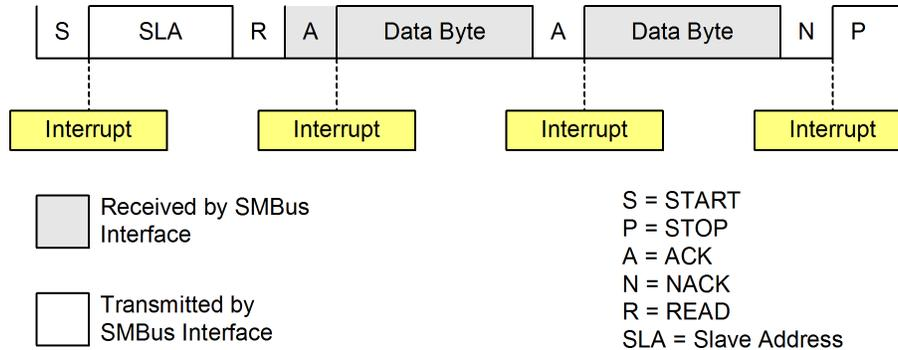 S SLA R A Data Byte A Data Byte N P
Interrupt Interrupt Interrupt Interrupt
Received by SMBus
Interface
Transmitted by
SMBus Interface
S = START
P = STOP
A = ACK
N = NACK
R = READ
SLA = Slave Address